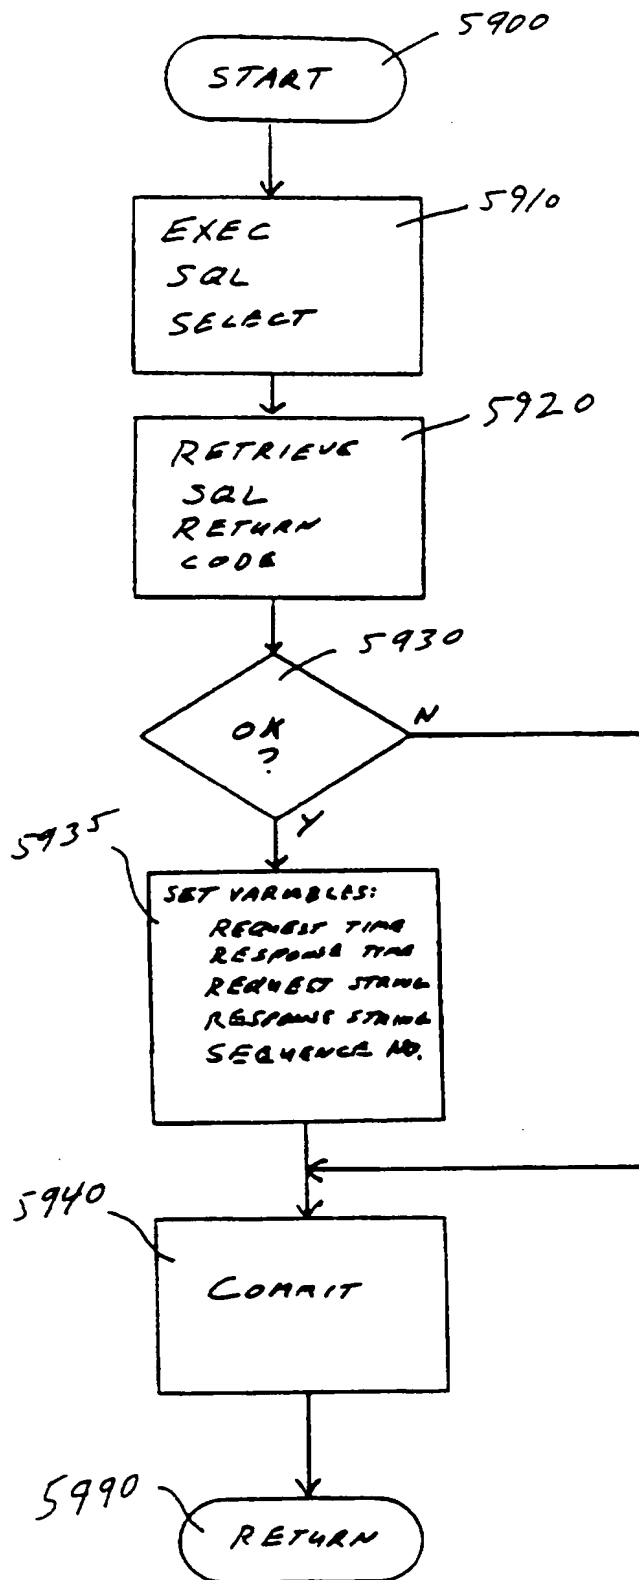 5900
START
5910
EXEC
SQL
SELECT
5920
RETRIEVE
SQL
RETURN
CODE
5930
OK
?
N
Y
5935
SET VARIABLES:
REQUEST TIME
RESPONSE TIME
REQUEST STRING
RESPONSE STRING
SEQUENCE NO.
5940
COMMIT
5990
RETURN